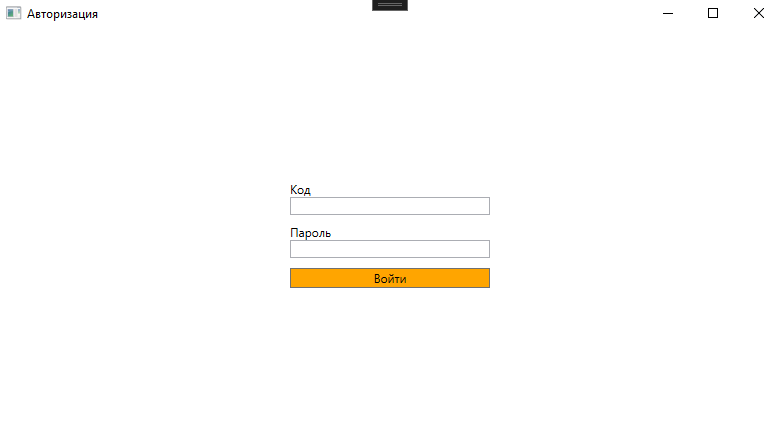 Авторизация
Код
Пароль
Войти